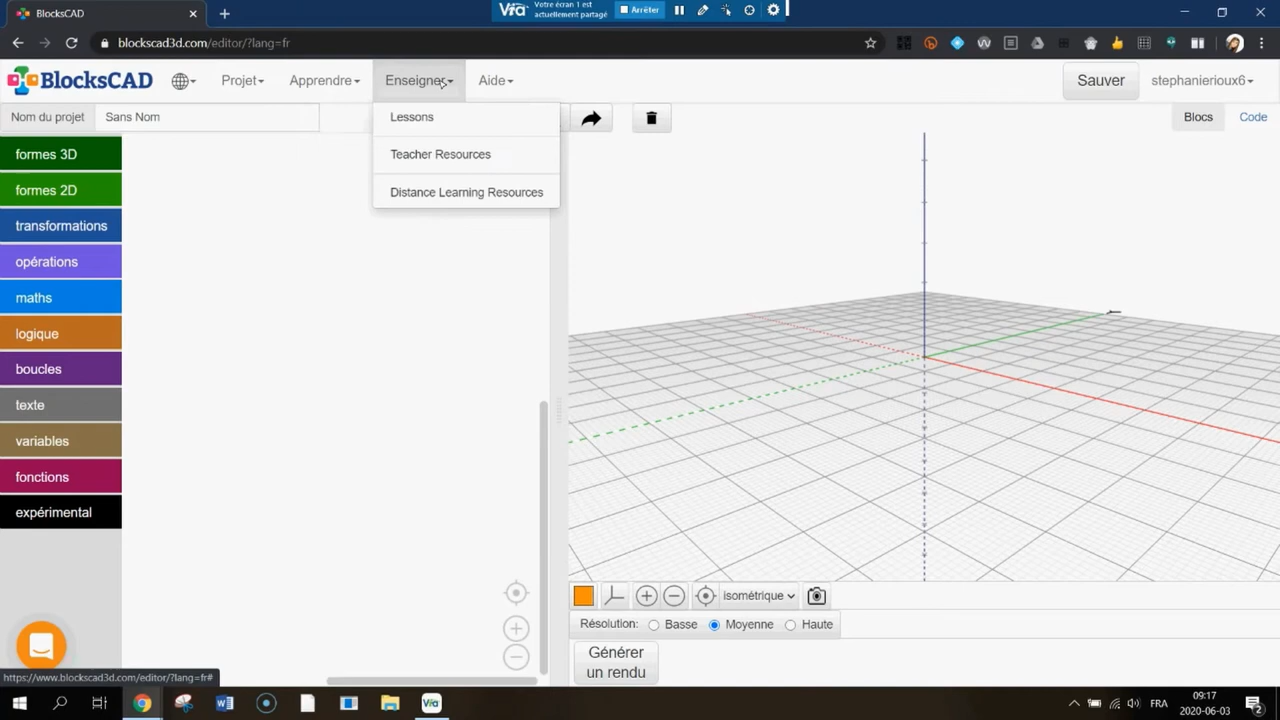 BlocksCAD
Vía
Votre écran 1 est
actuellement partagé
Arrêter
blockscad3d.com/editor/?lang=fr
BlocksCAD
Projet
Apprendre
Enseigner
Aide
Sauver
stephanierioux6
Nom du projet
Sans Nom
Blocs
Code
Lessons
Teacher Resources
Distance Learning Resources
formes 3D
formes 2D
transformations
opérations
maths
logique
boucles
texte
variables
fonctions
expérimental
isométrique
Résolution:
Basse
Moyenne
Haute
Générer
un rendu
https://www.blockscad3d.com/editor/?lang=fr#
Vía
FRA
09:17
2020-06-03
2